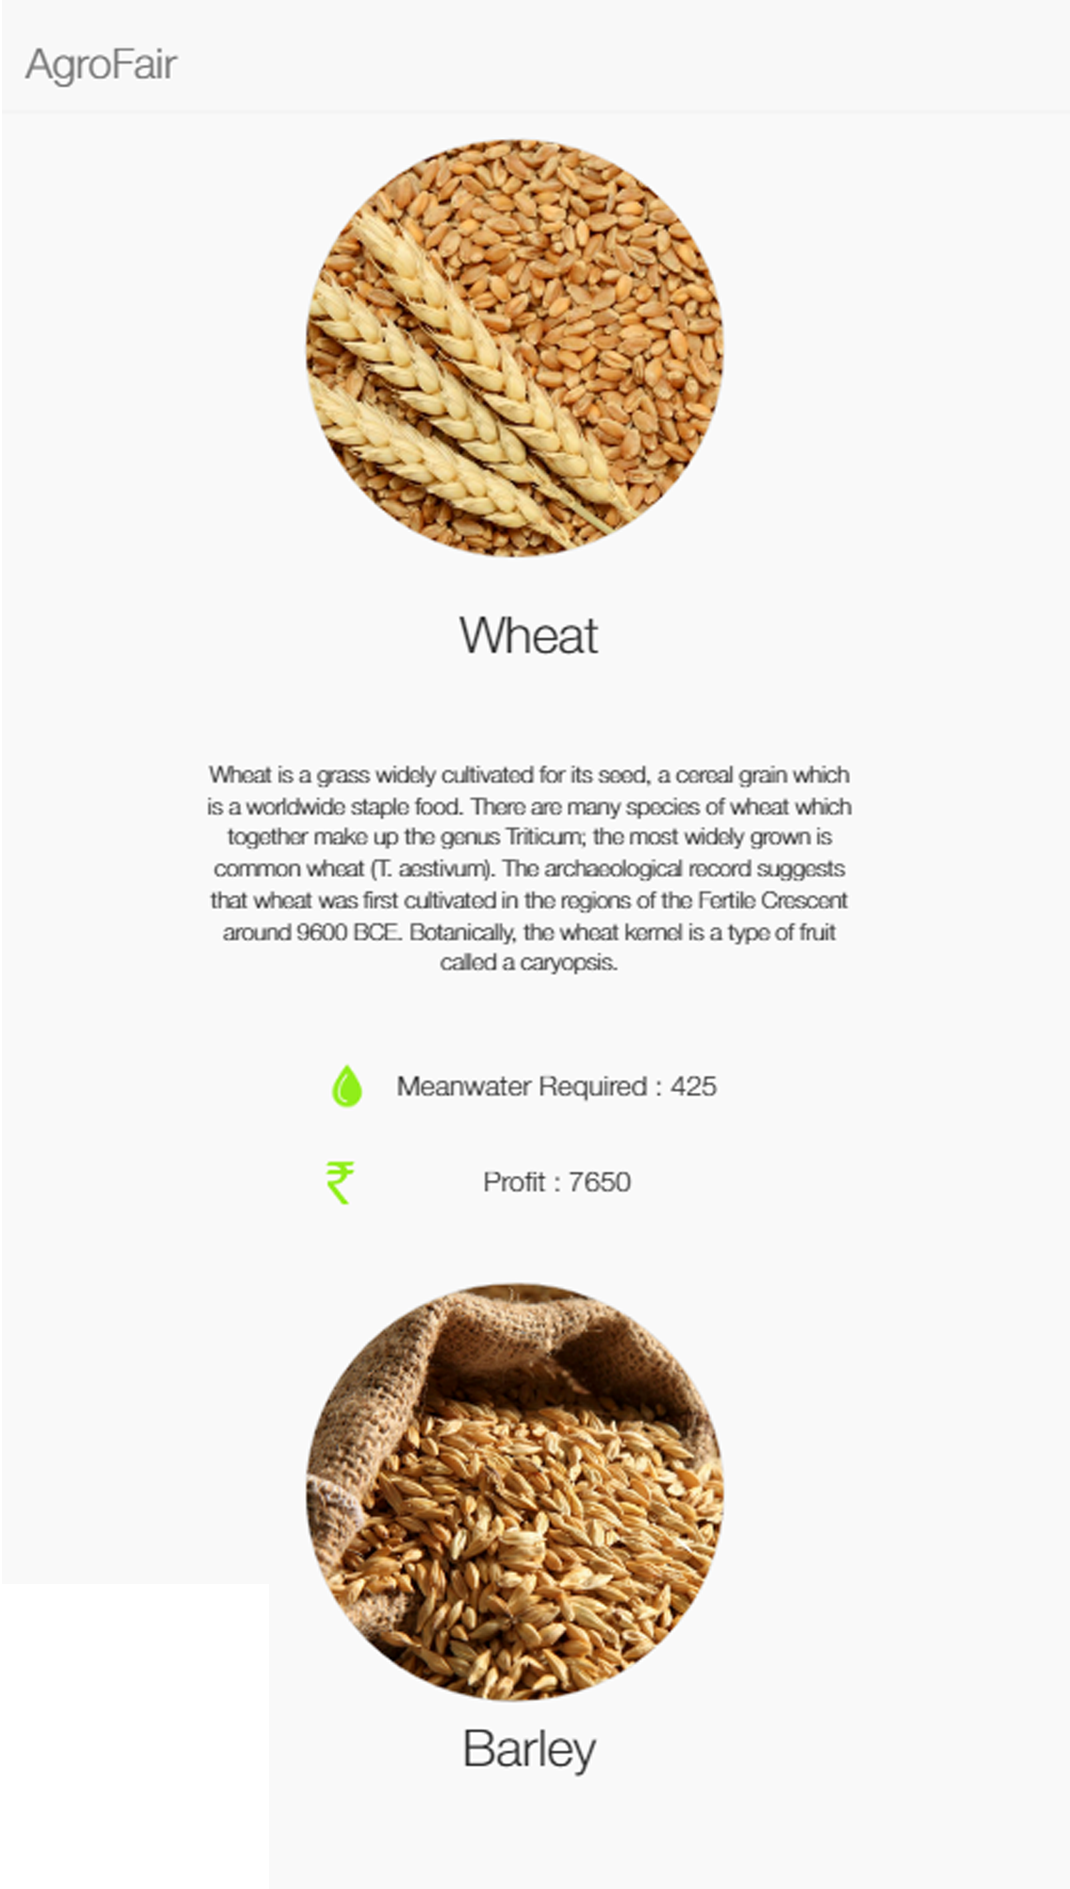 AgroFair
Wheat
Wheat is a grass widely cultivated for its seed, a cereal grain which
is a worldwide staple food. There are many species of wheat which
together make up the genus Triticum; the most widely grown is
common wheat (T. aestivum). The archaeological record suggests
that wheat was first cultivated in the regions of the Fertile Crescent
around 9600 BCE. Botanically, the wheat kernel is a type of fruit
called a caryopsis.
Meanwater Required : 425
₹ Profit : 7650
Barley